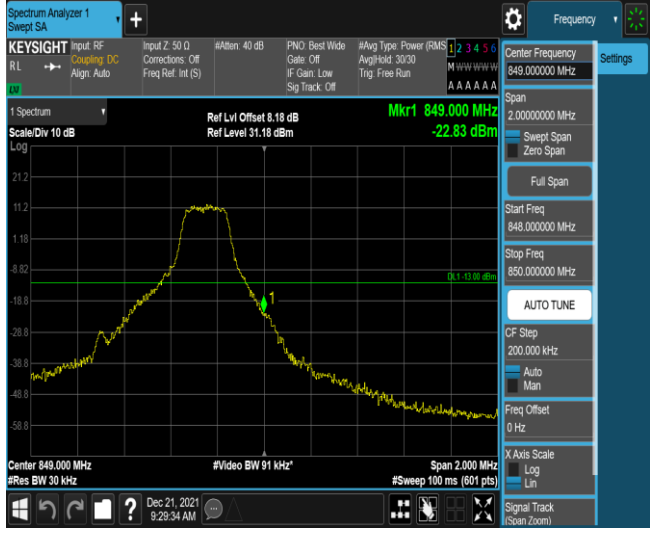 Spectrum Analyzer 1
Swept SA
Frequency
KEYSIGHT
RL
Input: RF
Coupling: DC
Align: Auto
Input Z: 50 Ω
Corrections: Off
Freq Ref: Int (S)
#Atten: 40 dB
PNO: Best Wide
Gate: Off
IF Gain: Low
Sig Track: Off
#Avg Type: Power (RMS
Avg|Hold: 30/30
Trig: Free Run
1 2 3 4 5 6
M W W W W W
A A A A A A
1 Spectrum
Scale/Div 10 dB
Log
Ref Lvl Offset 8.18 dB
Ref Level 31.18 dBm
Mkr1 849.000 MHz
-22.83 dBm
21.2
11.2
1.18
-8.82
-18.8
-28.8
-38.8
-48.8
-58.8
DL1 -13.00 dBm
1
Center 849.000 MHz
#Res BW 30 kHz
#Video BW 91 kHz*
Span 2.000 MHz
#Sweep 100 ms (601 pts)
Dec 21, 2021
9:29:34 AM
Center Frequency
849.000000 MHz
Settings
Span
2.00000000 MHz
Swept Span
Zero Span
Full Span
Start Freq
848.000000 MHz
Stop Freq
850.000000 MHz
AUTO TUNE
CF Step
200.000 kHz
Auto
Man
Freq Offset
0 Hz
X Axis Scale
Log
Lin
Signal Track
(Span Zoom)